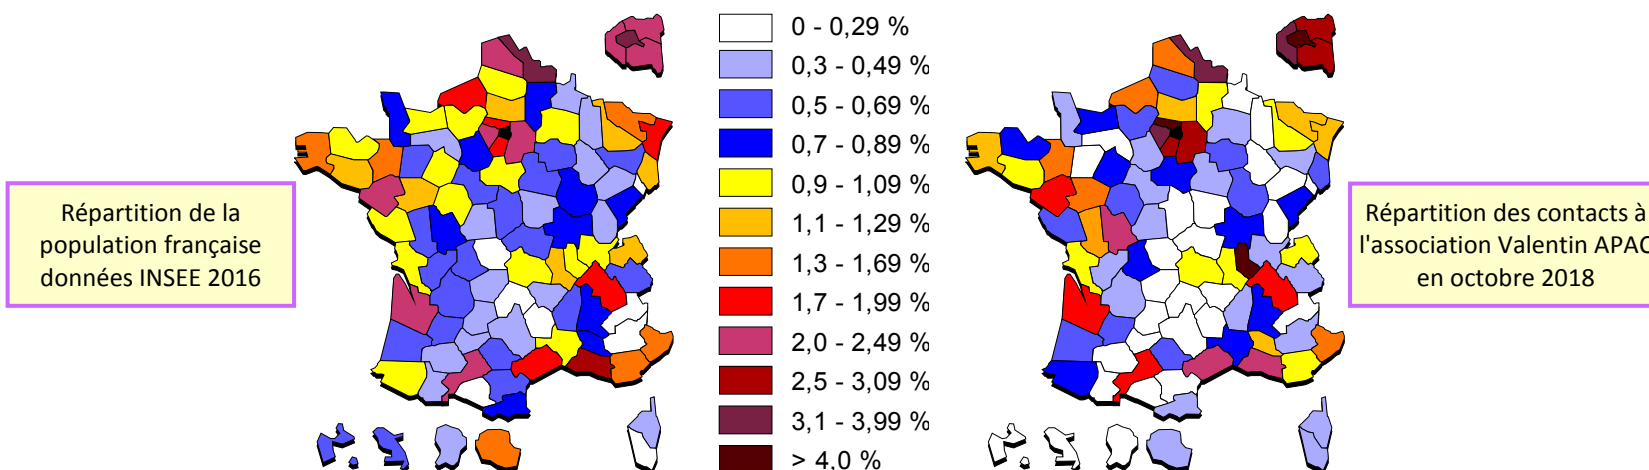 Répartition de la
population française
données INSEE 2016
0 - 0,29 %
0,3 - 0,49 %
0,5 - 0,69 %
0,7 - 0,89 %
0,9 - 1,09 %
1,1 - 1,29 %
1,3 - 1,69 %
1,7 - 1,99 %
2,0 - 2,49 %
2,5 - 3,09 %
3,1 - 3,99 %
> 4,0 %
Répartition des contacts à
l'association Valentin APAC
en octobre 2018